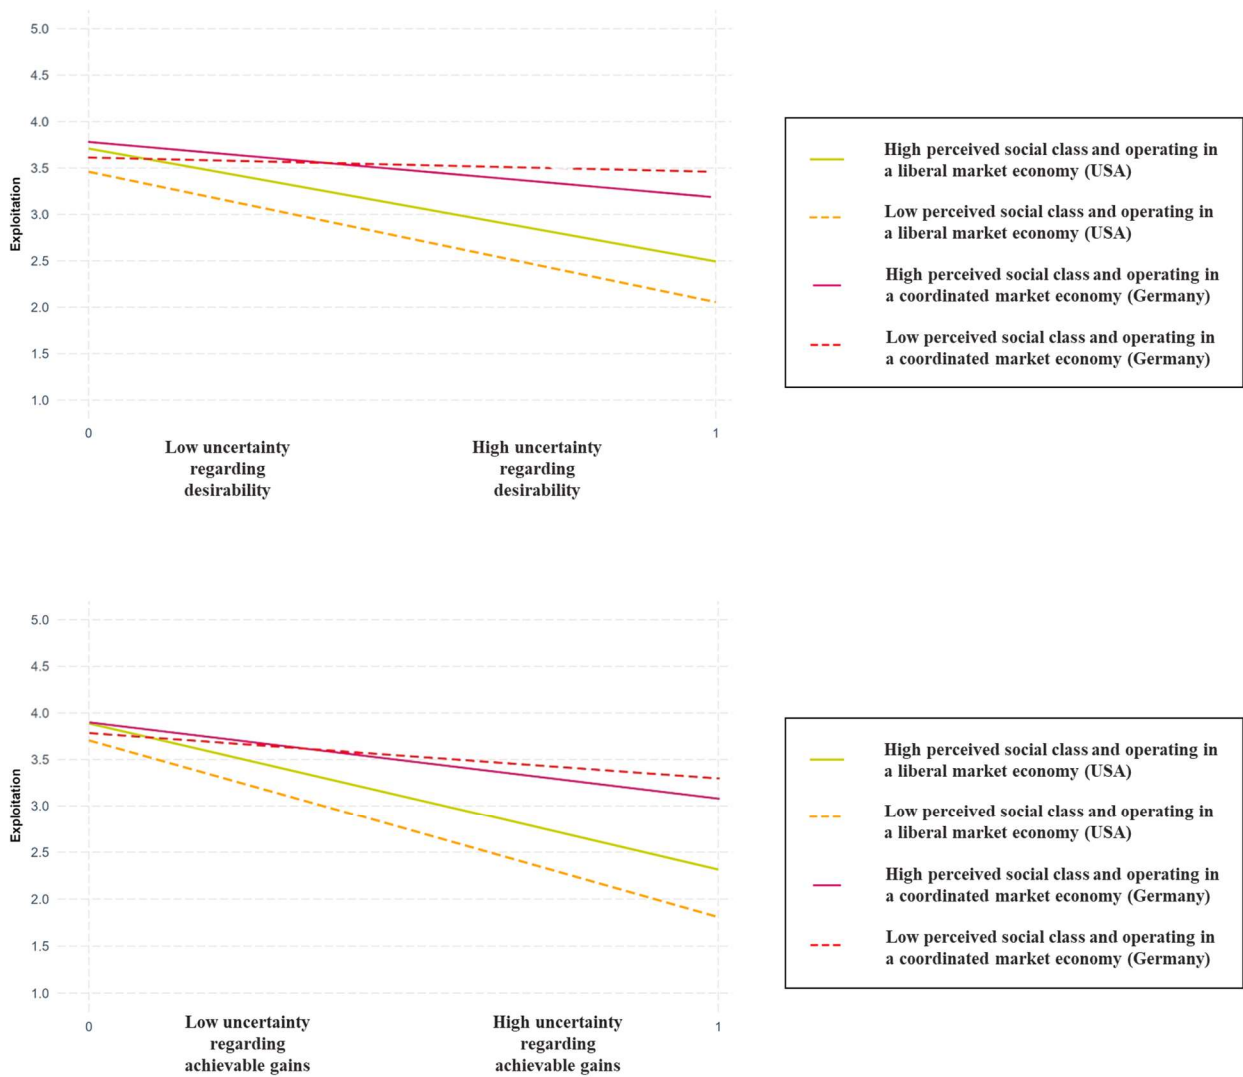 5.0
4.5
4.0
3.5
3.0
2.5
2.0
1.5
1.0
Exploitation
0
1
Low uncertainty
regarding
desirability
High uncertainty
regarding
desirability
High perceived social class and operating in
a liberal market economy (USA)
Low perceived social class and operating in
a liberal market economy (USA)
High perceived social class and operating in
a coordinated market economy (Germany)
Low perceived social class and operating in
a coordinated market economy (Germany)
5.0
4.5
4.0
3.5
3.0
2.5
2.0
1.5
1.0
Exploitation
0
1
Low uncertainty
regarding
achievable gains
High uncertainty
regarding
achievable gains
High perceived social class and operating in
a liberal market economy (USA)
Low perceived social class and operating in
a liberal market economy (USA)
High perceived social class and operating in
a coordinated market economy (Germany)
Low perceived social class and operating in
a coordinated market economy (Germany)